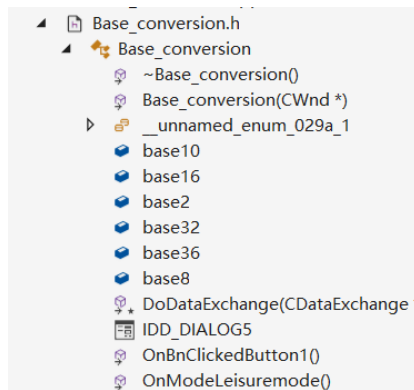 Base_conversion.h
Base_conversion
~Base_conversion()
Base_conversion(CWnd *)
__unnamed_enum_029a_1
base10
base16
base2
base32
base36
base8
DoDataExchange(CDataExchange
IDD_DIALOG5
OnBnClickedButton1()
OnModeLeisuremode()